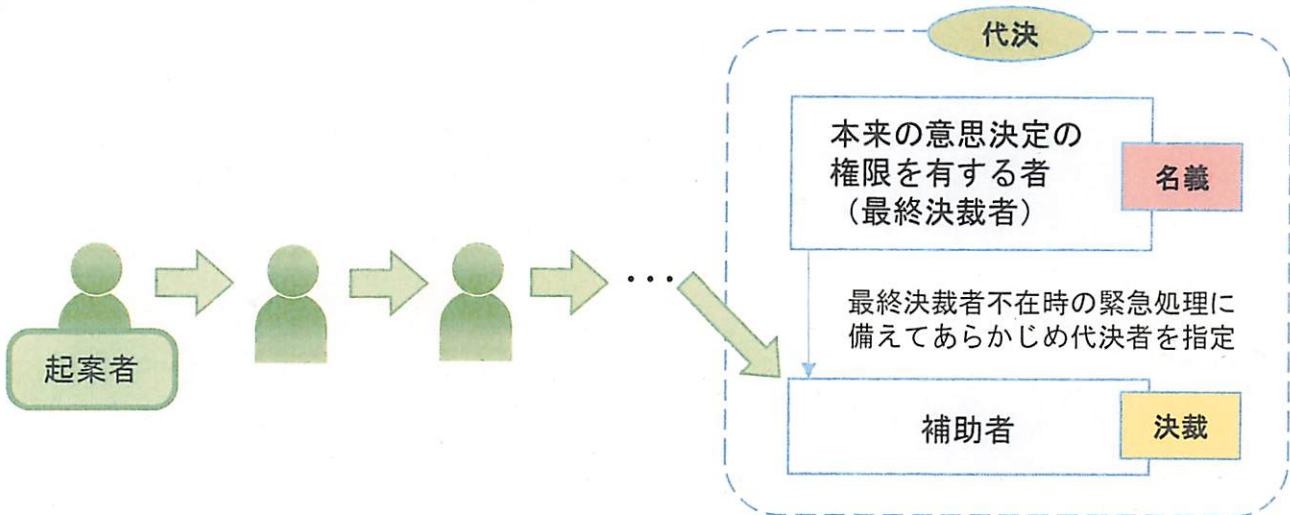 代決
本来の意思決定の
権限を有する者
（最終決裁者）
名義
起案者
…
最終決裁者不在時の緊急処理に
備えてあらかじめ代決者を指定
補助者
決裁